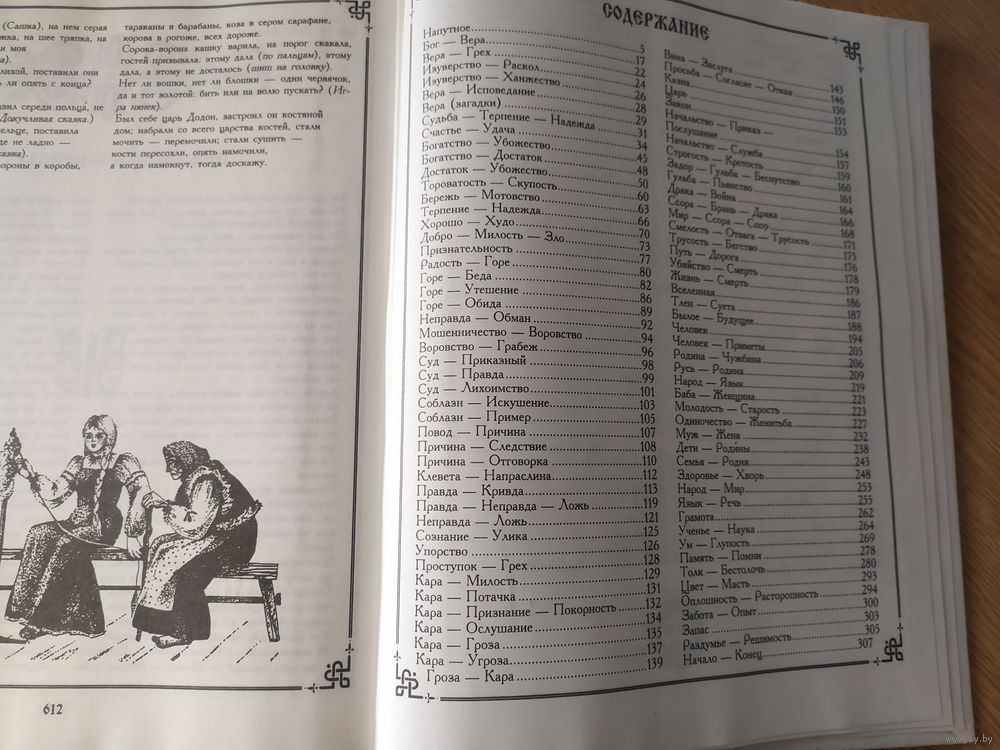 (Сашка), на нем серая
жка, на шее тряпка, на
и моя
лихой, поставили они
ль ли опять с конца?
авил середи польца, не
Докучливая сказка.)
ельце, поставила
де не ладно —
казка).
вороны в коробы,
тараканы в барабаны, коза в сером сарафане,
корова в рогоже, всех дороже.
Сорока-ворона кашку варила, на порог скакала,
гостей призывала: этому дала (по пальцам), этому
дала, а этому не досталось (шиш на головку).
Нет ли вошки, нет ли блошки — один червячок,
да и тот золотой: бить или на волю пускать? (Иг-
ра нянек).
Был себе царь Додон, застроил он костяной
дом; набрали со всего царства костей, стали
мочить — перемочили; стали сушить —
кости пересохли, опять намочили,
а когда намокнут, тогда доскажу.
612
СОДЕРЖАНИЕ
Напутное 5
Бог — Вера 17
Вера — Грех 22
Изуверство — Раскол 24
Изуверство — Ханжество 26
Вера — Исповедание 28
Вера (загадки) 29
Судьба — Терпение — Надежда 31
Счастье — Удача 34
Богатство — Убожество 45
Богатство — Достаток 48
Достаток — Убожество 50
Тороватость — Скупость 60
Бережь — Мотовство 63
Терпение — Надежда 66
Хорошо — Худо 70
Добро — Милость — Зло 73
Признательность 77
Радость — Горе 80
Горе — Беда 82
Горе — Утешение 86
Горе — Обида 89
Неправда — Обман 92
Мошенничество — Воровство 94
Воровство — Грабеж 96
Суд — Приказный 98
Суд — Правда 99
Суд — Лихоимство 101
Соблазн — Искушение 103
Соблазн — Пример 105
Повод — Причина 107
Причина — Следствие 108
Причина — Отговорка 110
Клевета — Напраслина 112
Правда — Кривда 113
Правда — Неправда — Ложь 119
Неправда — Ложь 121
Сознание — Улика 125
Упорство 126
Проступок — Грех 128
Кара — Милость 129
Кара — Потачка 131
Кара — Признание — Покорность 132
Кара — Ослушание 134
Кара — Гроза 135
Кара — Угроза 137
Гроза — Кара 139
Вина — Заслуга 143
Просьба — Согласие — Отказ 146
Казна 150
Царь 151
Закон 153
Начальство — Приказ —
Послушание 154
Начальство — Служба 157
Строгость — Кротость 159
Задор — Гульба — Беспутство 160
Гульба — Пьянство 161
Драка — Война 164
Ссора — Брань — Драка 166
Мир — Ссора — Спор 168
Смелость — Отвага — Трусость 171
Трусость — Бегство 175
Путь — Дорога 176
Убийство — Смерть 178
Жизнь — Смерть 179
Вселенная 186
Тлен — Суета 187
Былое — Будущее 188
Человек 194
Человек — Приметы 205
Родина — Чужбина 206
Русь — Родина 209
Народ — Язык 219
Баба — Женщина 221
Молодость — Старость 223
Одиночество — Женитьба 227
Муж — Жена 232
Дети — Родины 238
Семья — Родня 243
Здоровье — Хворь 248
Народ — Мир 253
Язык — Речь 255
Грамота 262
Ученье — Наука 264
Ум — Глупость 269
Память — Помни 278
Толк — Бестолочь 280
Цвет — Масть 293
Оплошность — Расторопность 294
Забота — Опыт 300
Запас 303
Раздумье — Решимость 305
Начало — Конец 307
www.ay.by